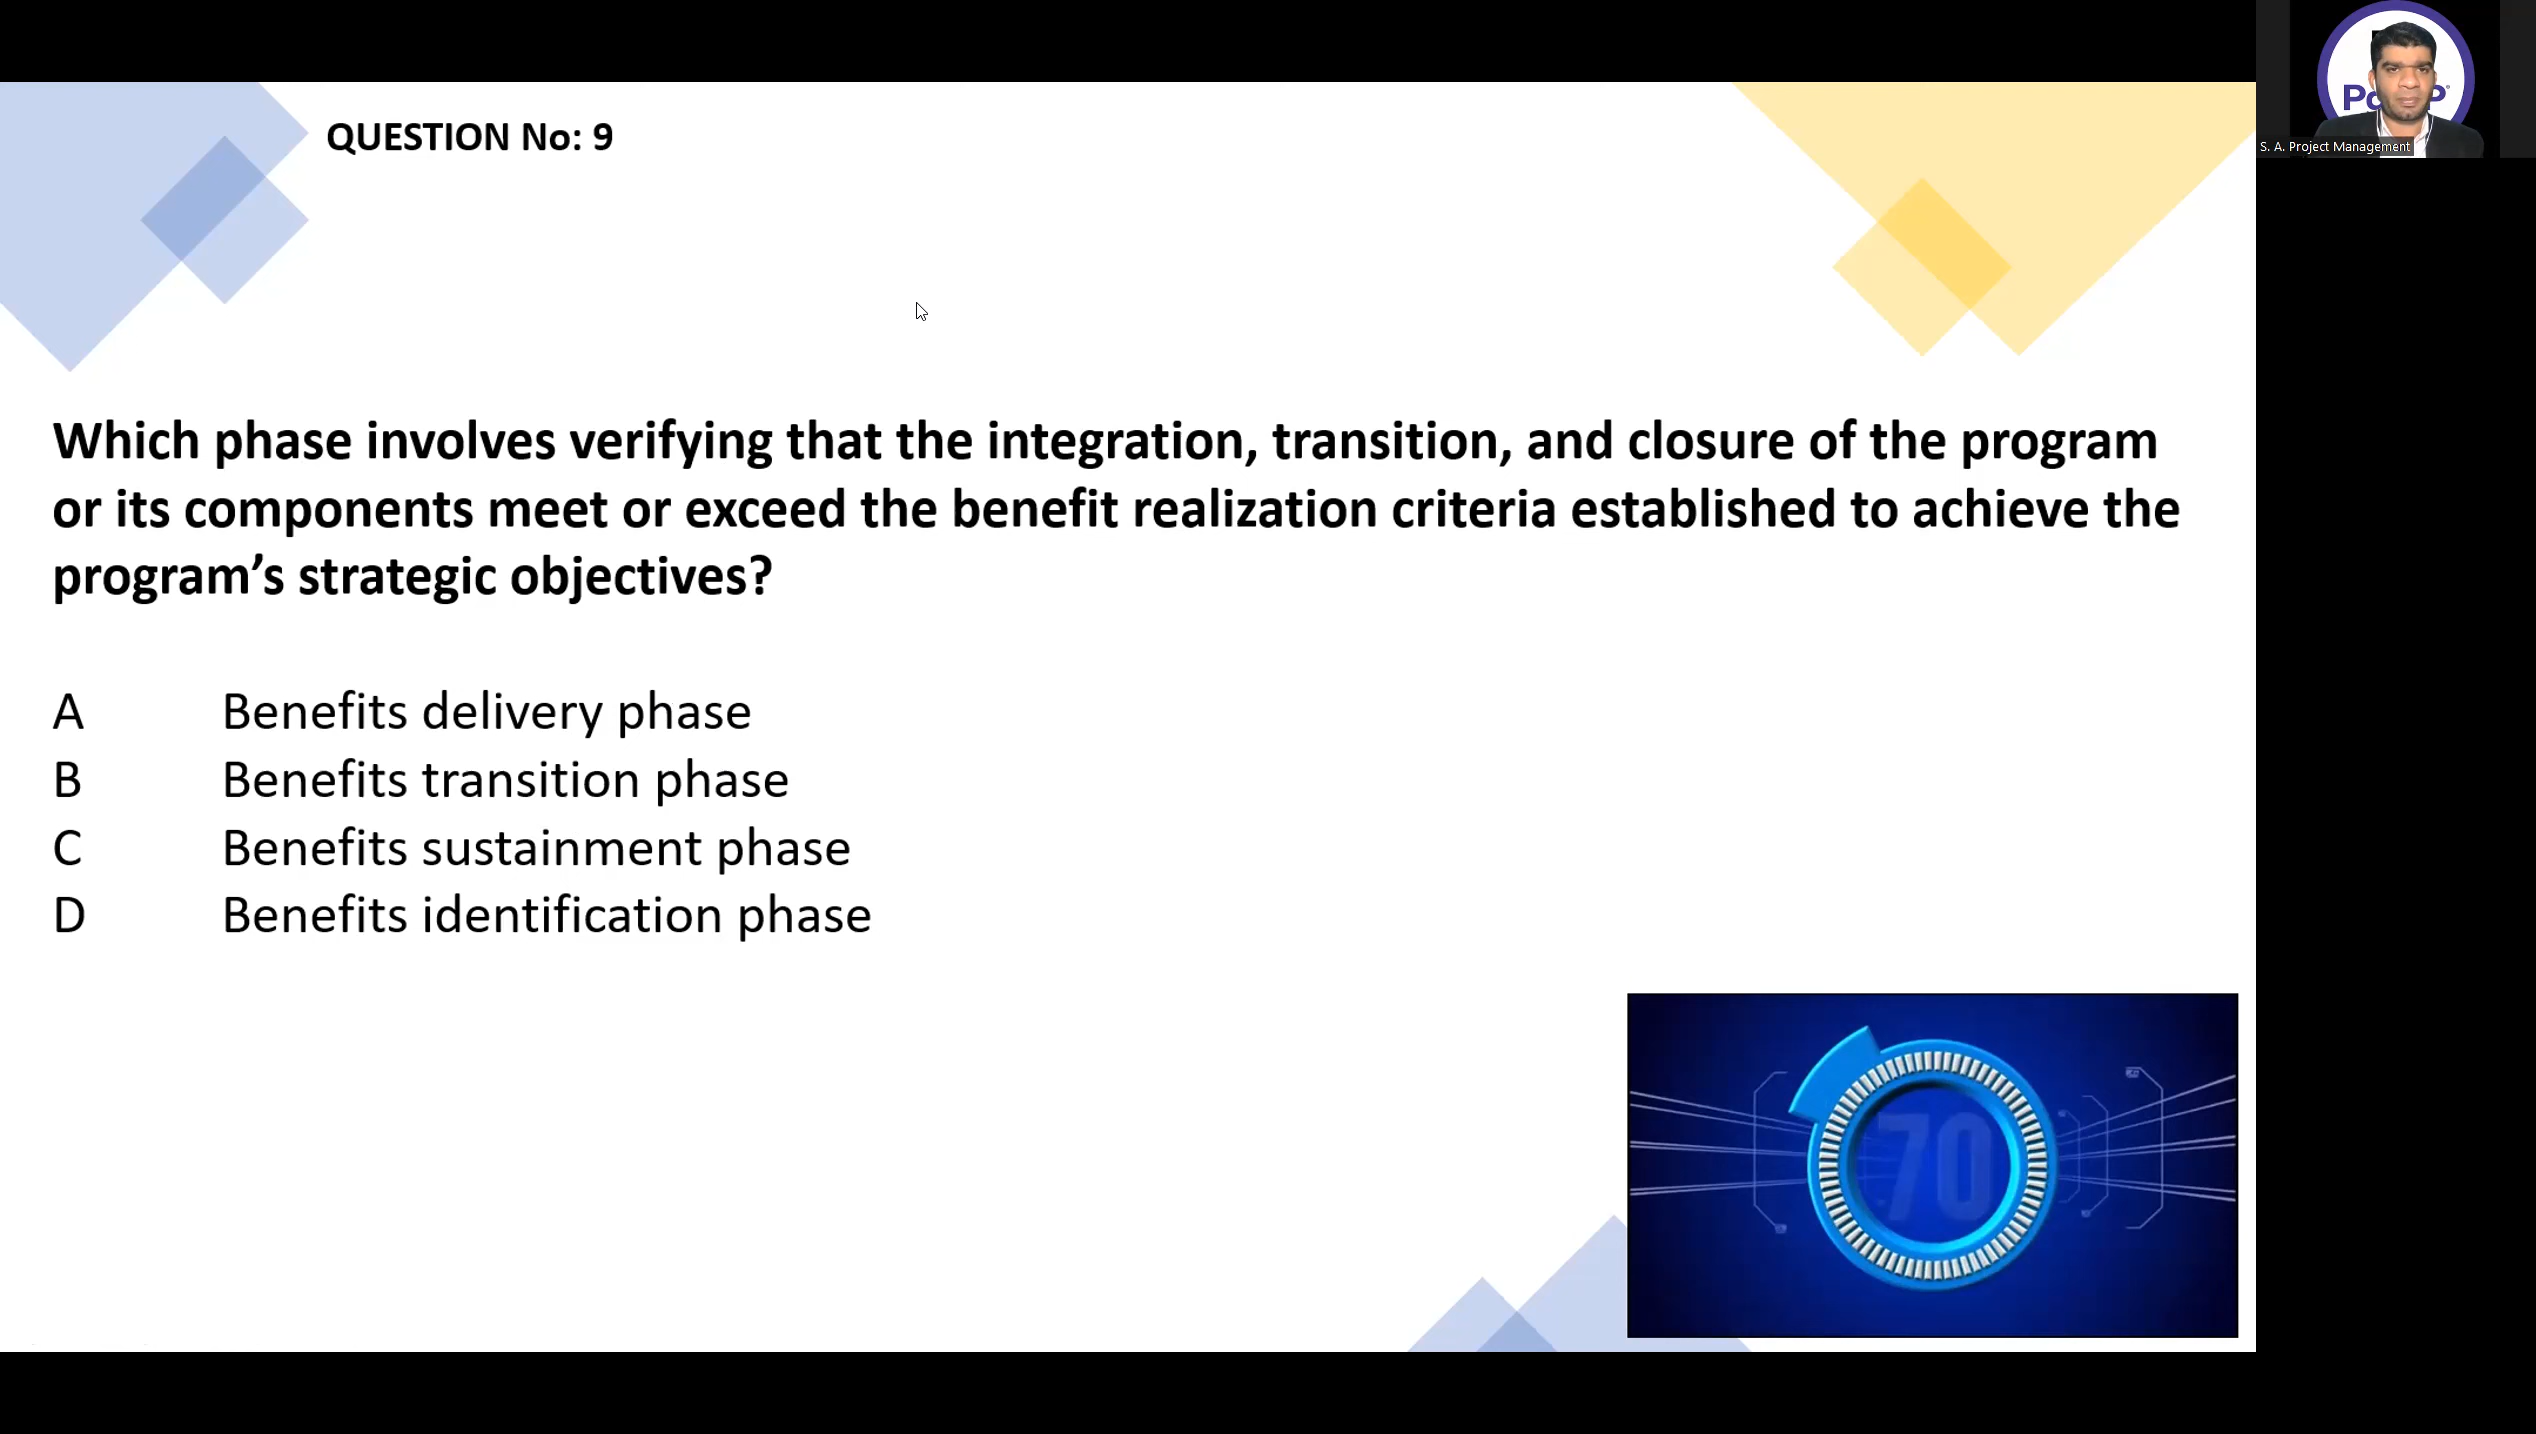 QUESTION No: 9
S. A. Project Management
Which phase involves verifying that the integration, transition, and closure of the program
or its components meet or exceed the benefit realization criteria established to achieve the
program’s strategic objectives?
A Benefits delivery phase
B Benefits transition phase
C Benefits sustainment phase
D Benefits identification phase
70